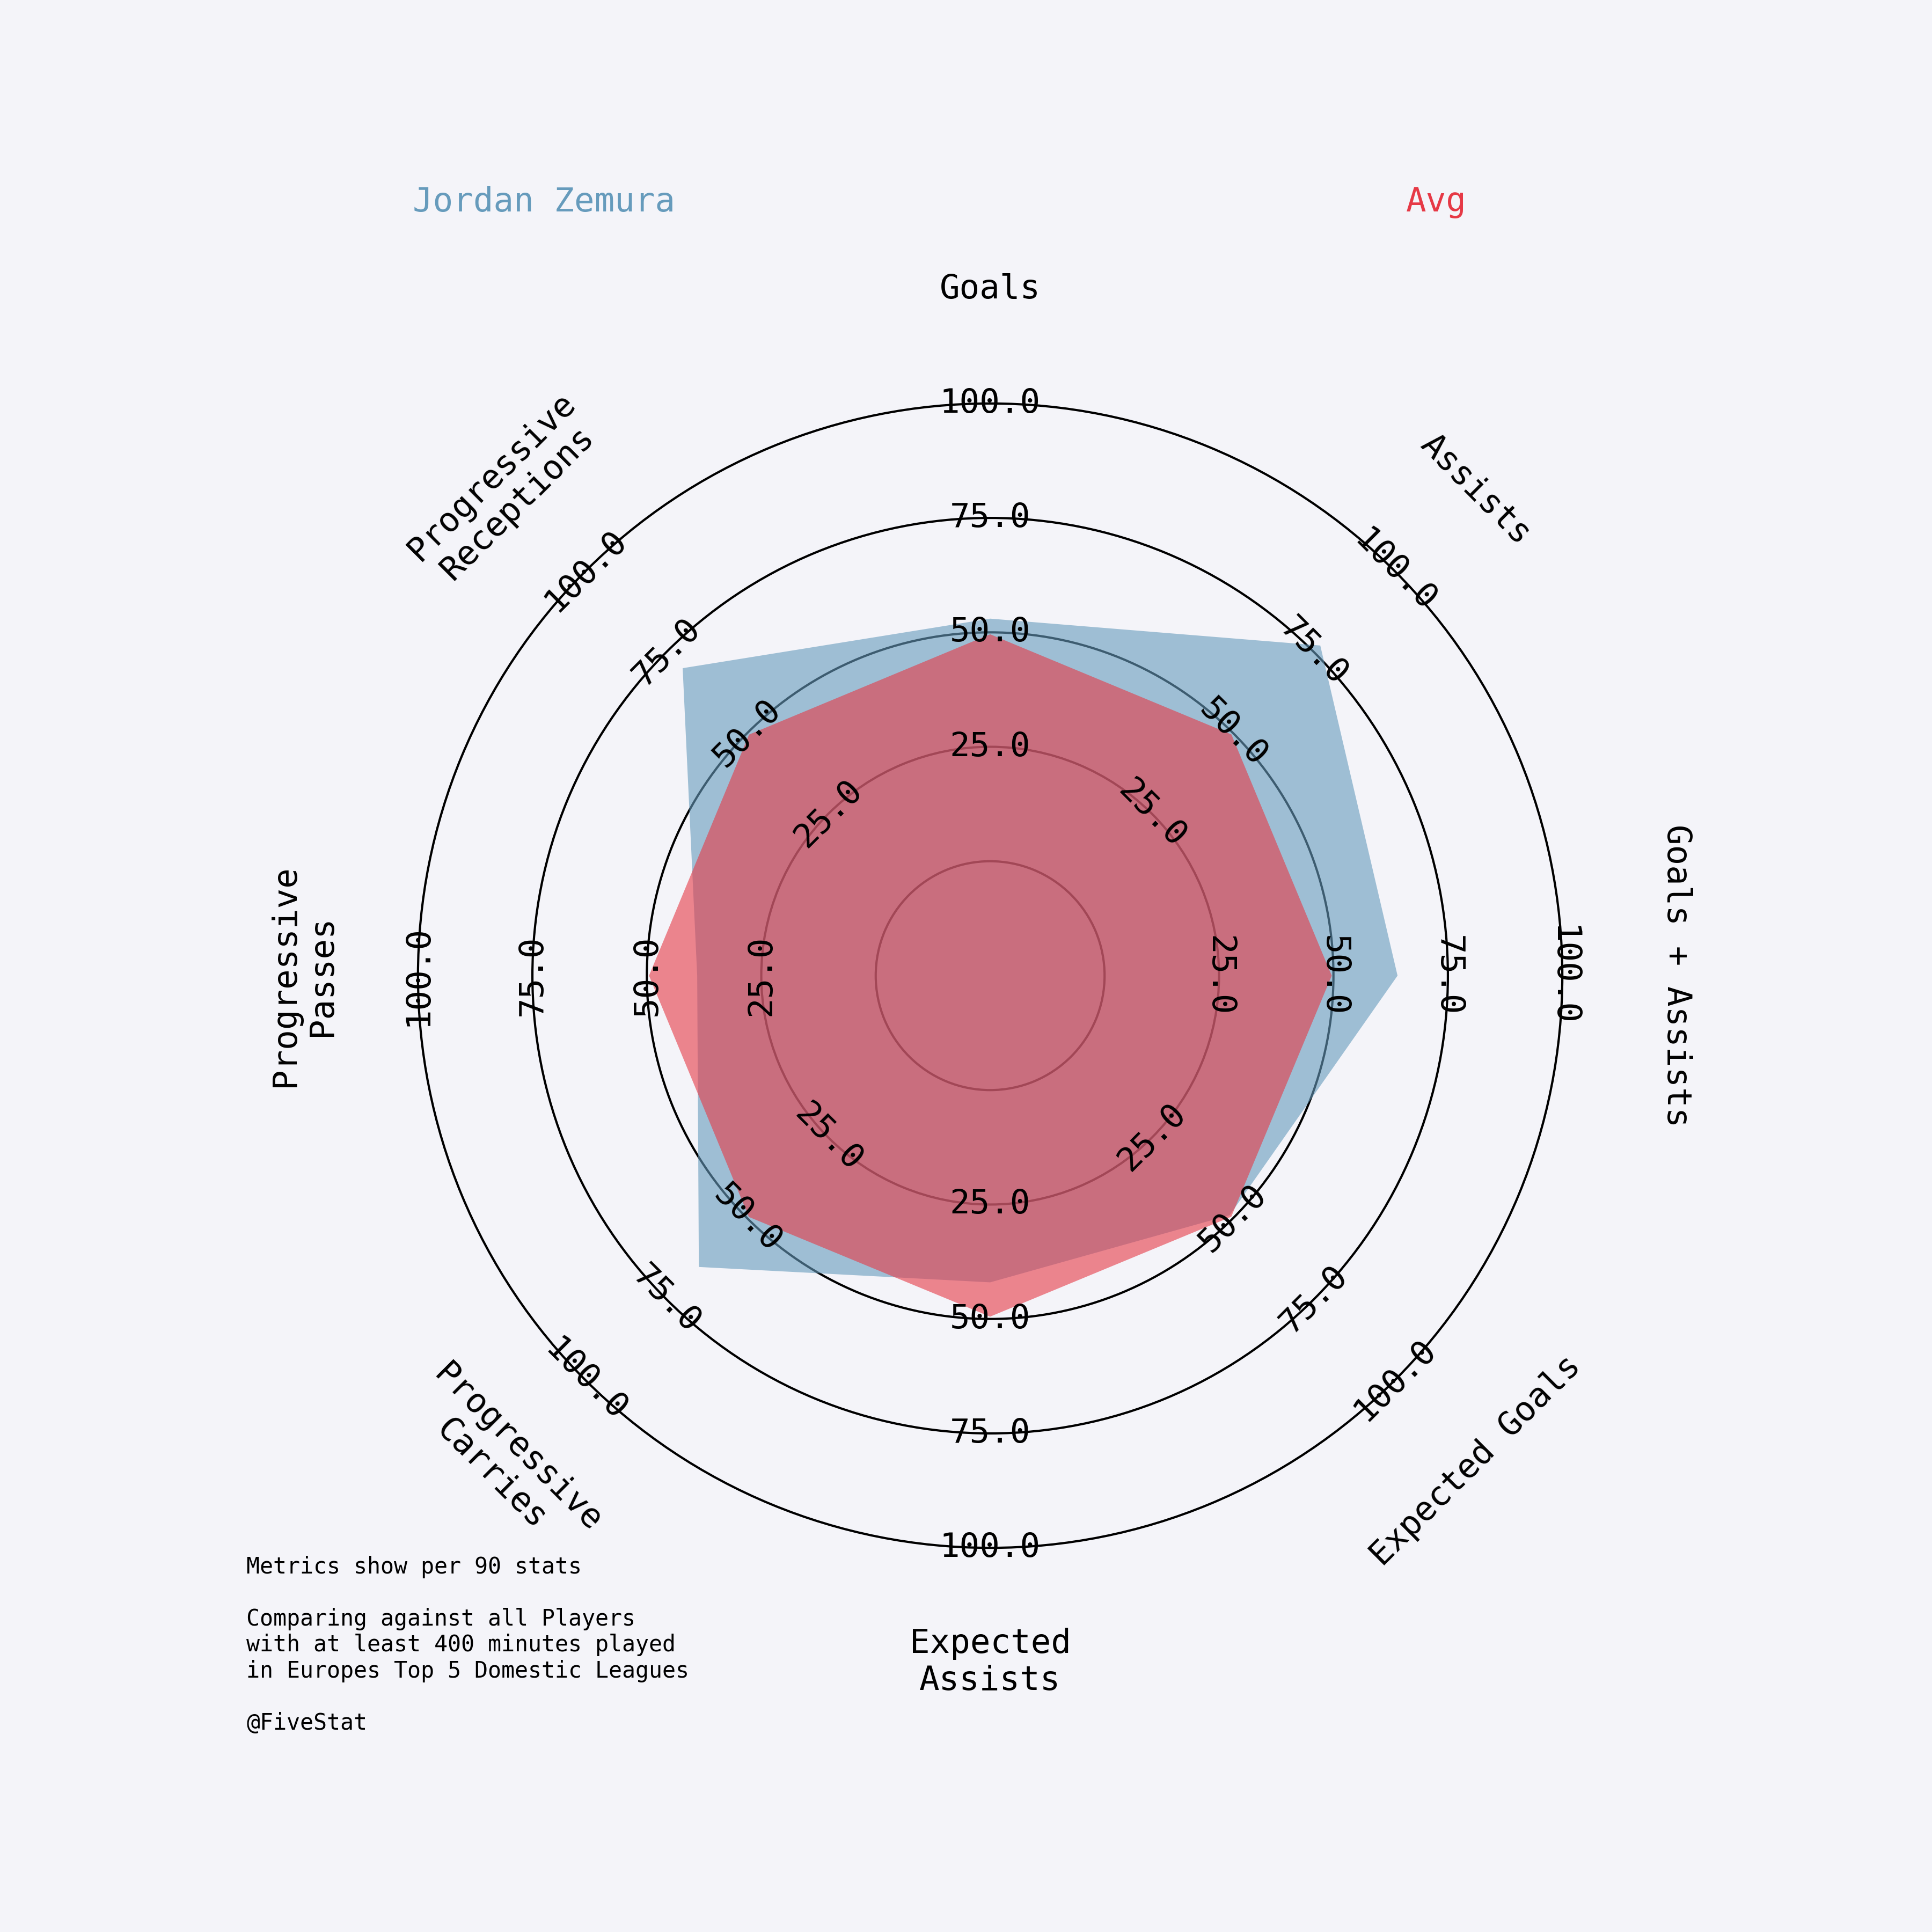 Jordan Zemura
Avg
Goals
Assists
Goals + Assists
Expected Goals
Expected
Assists
Progressive
Carries
Progressive
Passes
Progressive
Receptions
25.0
50.0
75.0
100.0
25.0
50.0
75.0
100.0
25.0
50.0
75.0
100.0
25.0
50.0
75.0
100.0
25.0
50.0
75.0
100.0
25.0
50.0
75.0
100.0
25.0
50.0
75.0
100.0
25.0
50.0
75.0
100.0
Metrics show per 90 stats
Comparing against all Players
with at least 400 minutes played
in Europes Top 5 Domestic Leagues
@FiveStat